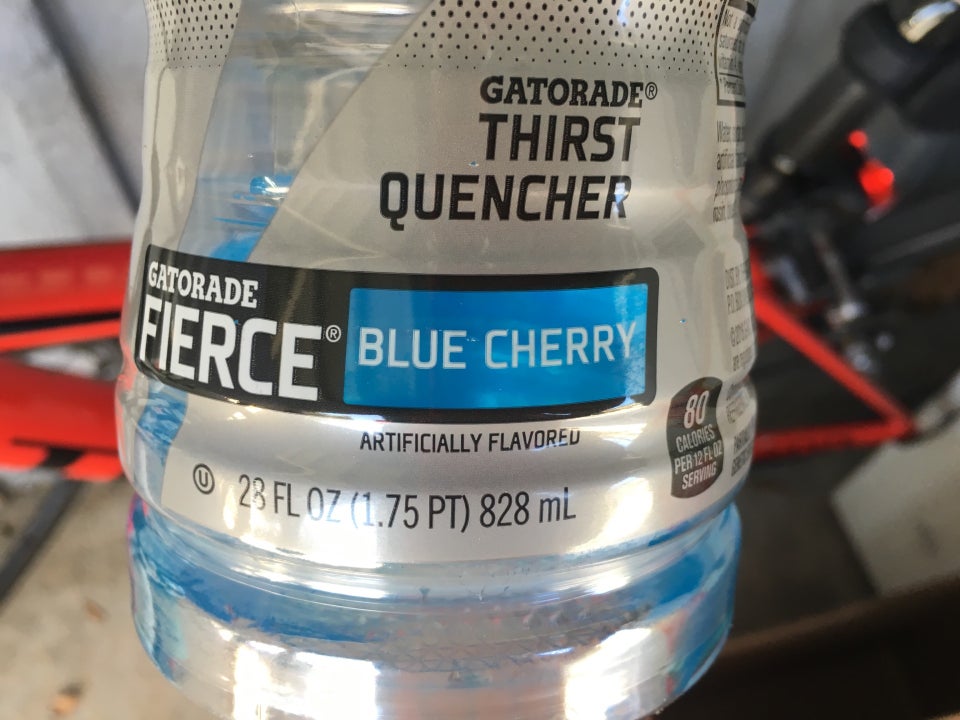 GATORADE®
THIRST
QUENCHER
GATORADE
FIERCE®
BLUE CHERRY
ARTIFICIALLY FLAVORED
U 28 FL OZ (1.75 PT) 828 mL
80
CALORIES
PER 12 FL OZ
SERVING